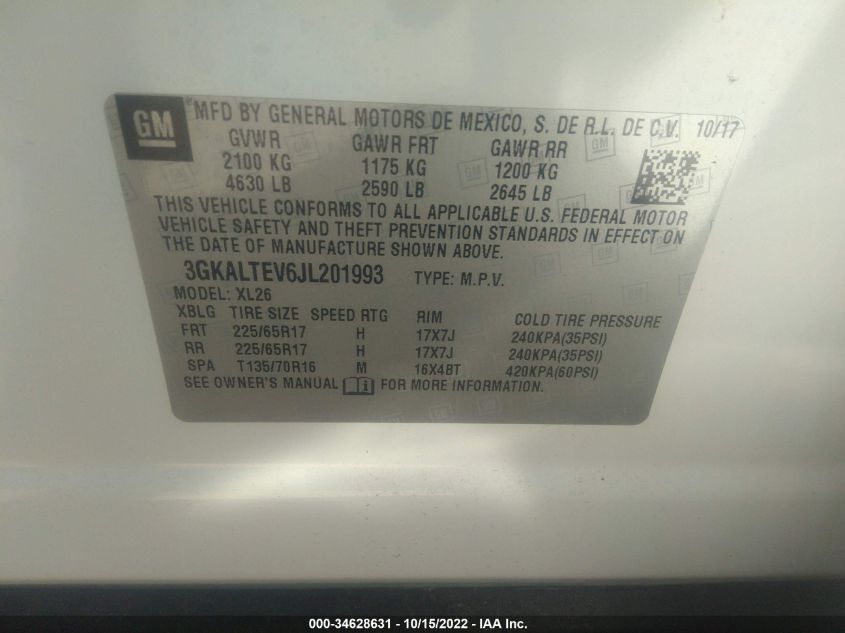 GM MFD BY GENERAL MOTORS DE MEXICO, S. DE R.L. DE C.V. 10/17
GVWR GAWR FRT GAWR RR
2100 KG 1175 KG 1200 KG
4630 LB 2590 LB 2645 LB
THIS VEHICLE CONFORMS TO ALL APPLICABLE U.S. FEDERAL MOTOR
VEHICLE SAFETY AND THEFT PREVENTION STANDARDS IN EFFECT ON
THE DATE OF MANUFACTURE SHOWN ABOVE.
3GKALTEV6JL201993 TYPE: M.P.V.
MODEL: XL26
XBLG TIRE SIZE SPEED RTG RIM COLD TIRE PRESSURE
FRT 225/65R17 H 17X7J 240KPA(35PSI)
RR 225/65R17 H 17X7J 240KPA(35PSI)
SPA T135/70R16 M 16X4BT 420KPA(60PSI)
SEE OWNER'S MANUAL FOR MORE INFORMATION.
000-34628631 - 10/15/2022 - IAA Inc.